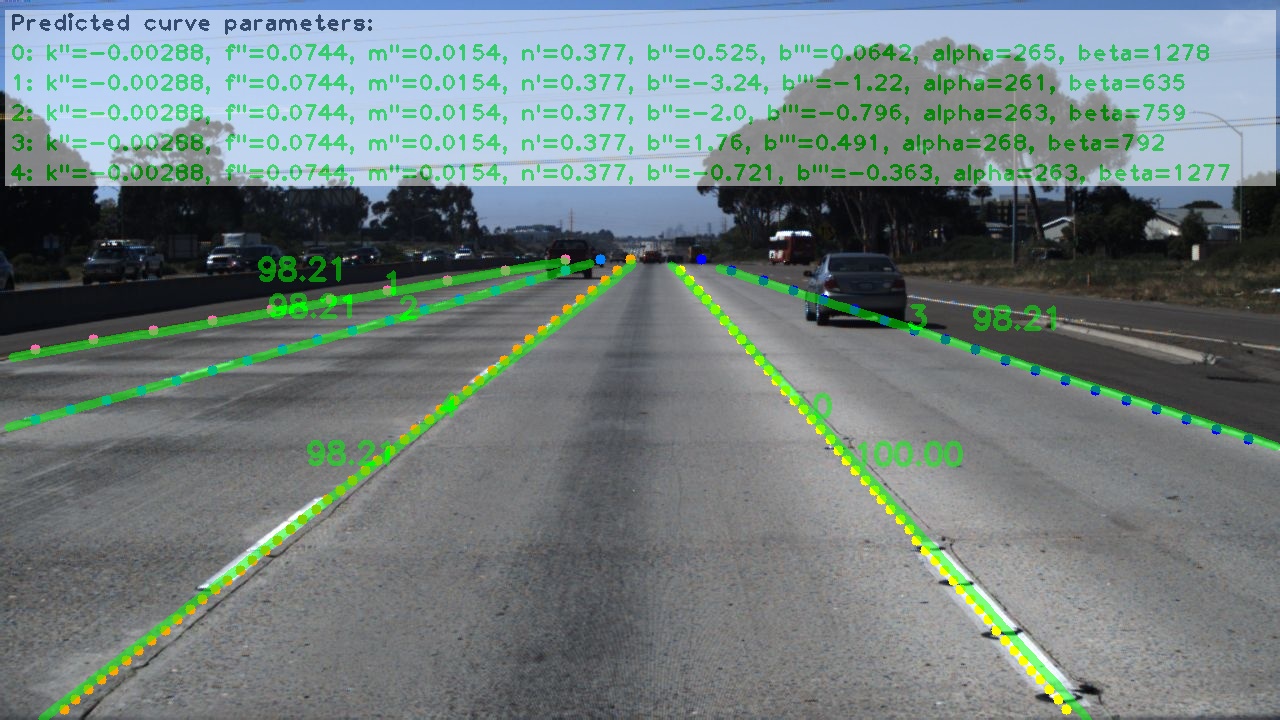 Predicted curve parameters:
0: k''=-0.00288, f''=0.0744, m''=0.0154, n'=0.377, b''=0.525, b'''=0.0642, alpha=265, beta=1278
1: k''=-0.00288, f''=0.0744, m''=0.0154, n'=0.377, b''=-3.24, b'''=-1.22, alpha=261, beta=635
2: k''=-0.00288, f''=0.0744, m''=0.0154, n'=0.377, b''=-2.0, b'''=-0.796, alpha=263, beta=759
3: k''=-0.00288, f''=0.0744, m''=0.0154, n'=0.377, b''=1.76, b'''=0.491, alpha=268, beta=792
4: k''=-0.00288, f''=0.0744, m''=0.0154, n'=0.377, b''=-0.721, b'''=-0.363, alpha=263, beta=1277
98.21 1
98.21 2
3 98.21
0
98.21
100.00